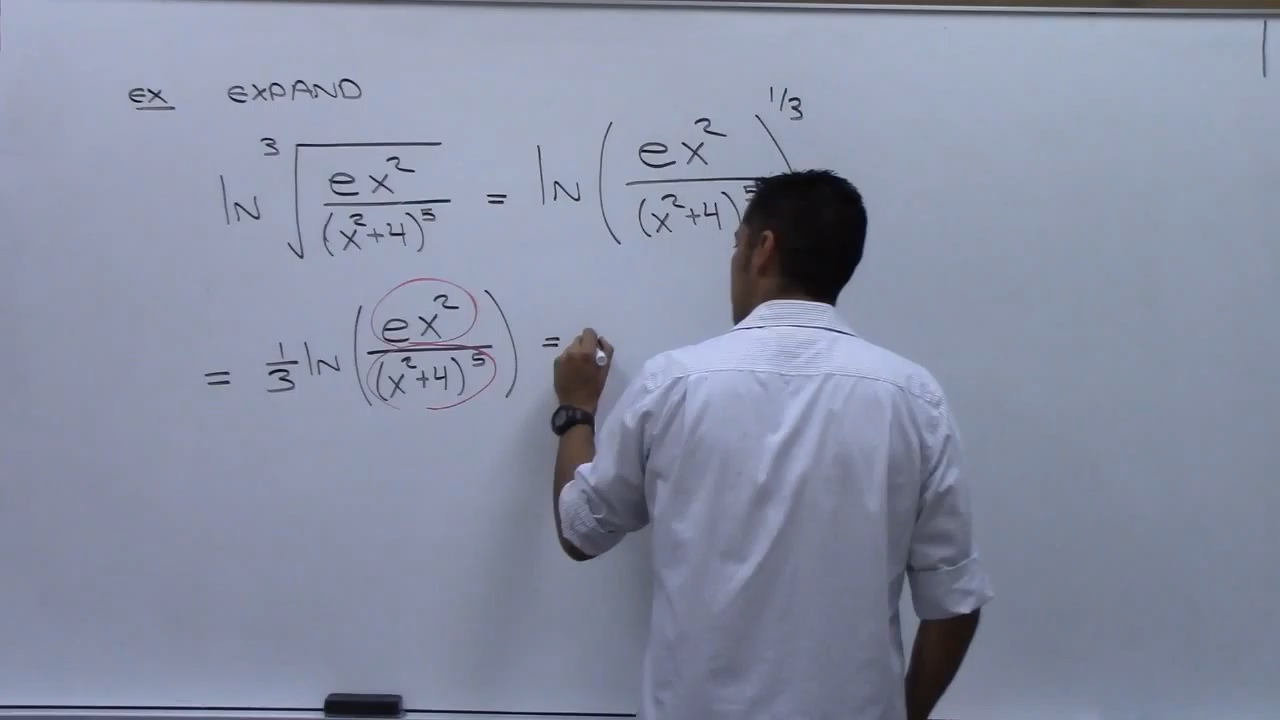 ex EXPAND
ln ∛(ex²/(x²+4)⁵) = ln (ex²/(x²+4)⁵)^1/3
= 1/3 ln (ex²/(x²+4)⁵) =